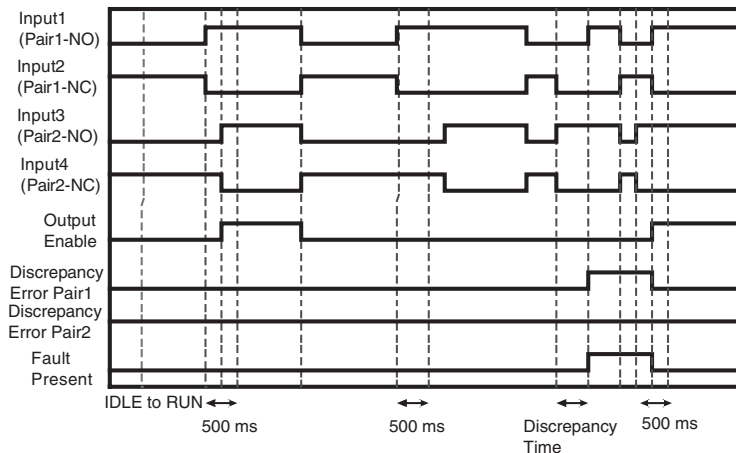 Input1
(Pair1-NO)
Input2
(Pair1-NC)
Input3
(Pair2-NO)
Input4
(Pair2-NC)
Output
Enable
Discrepancy
Error Pair1
Discrepancy
Error Pair2
Fault
Present
IDLE to RUN
500 ms
500 ms
Discrepancy
Time
500 ms